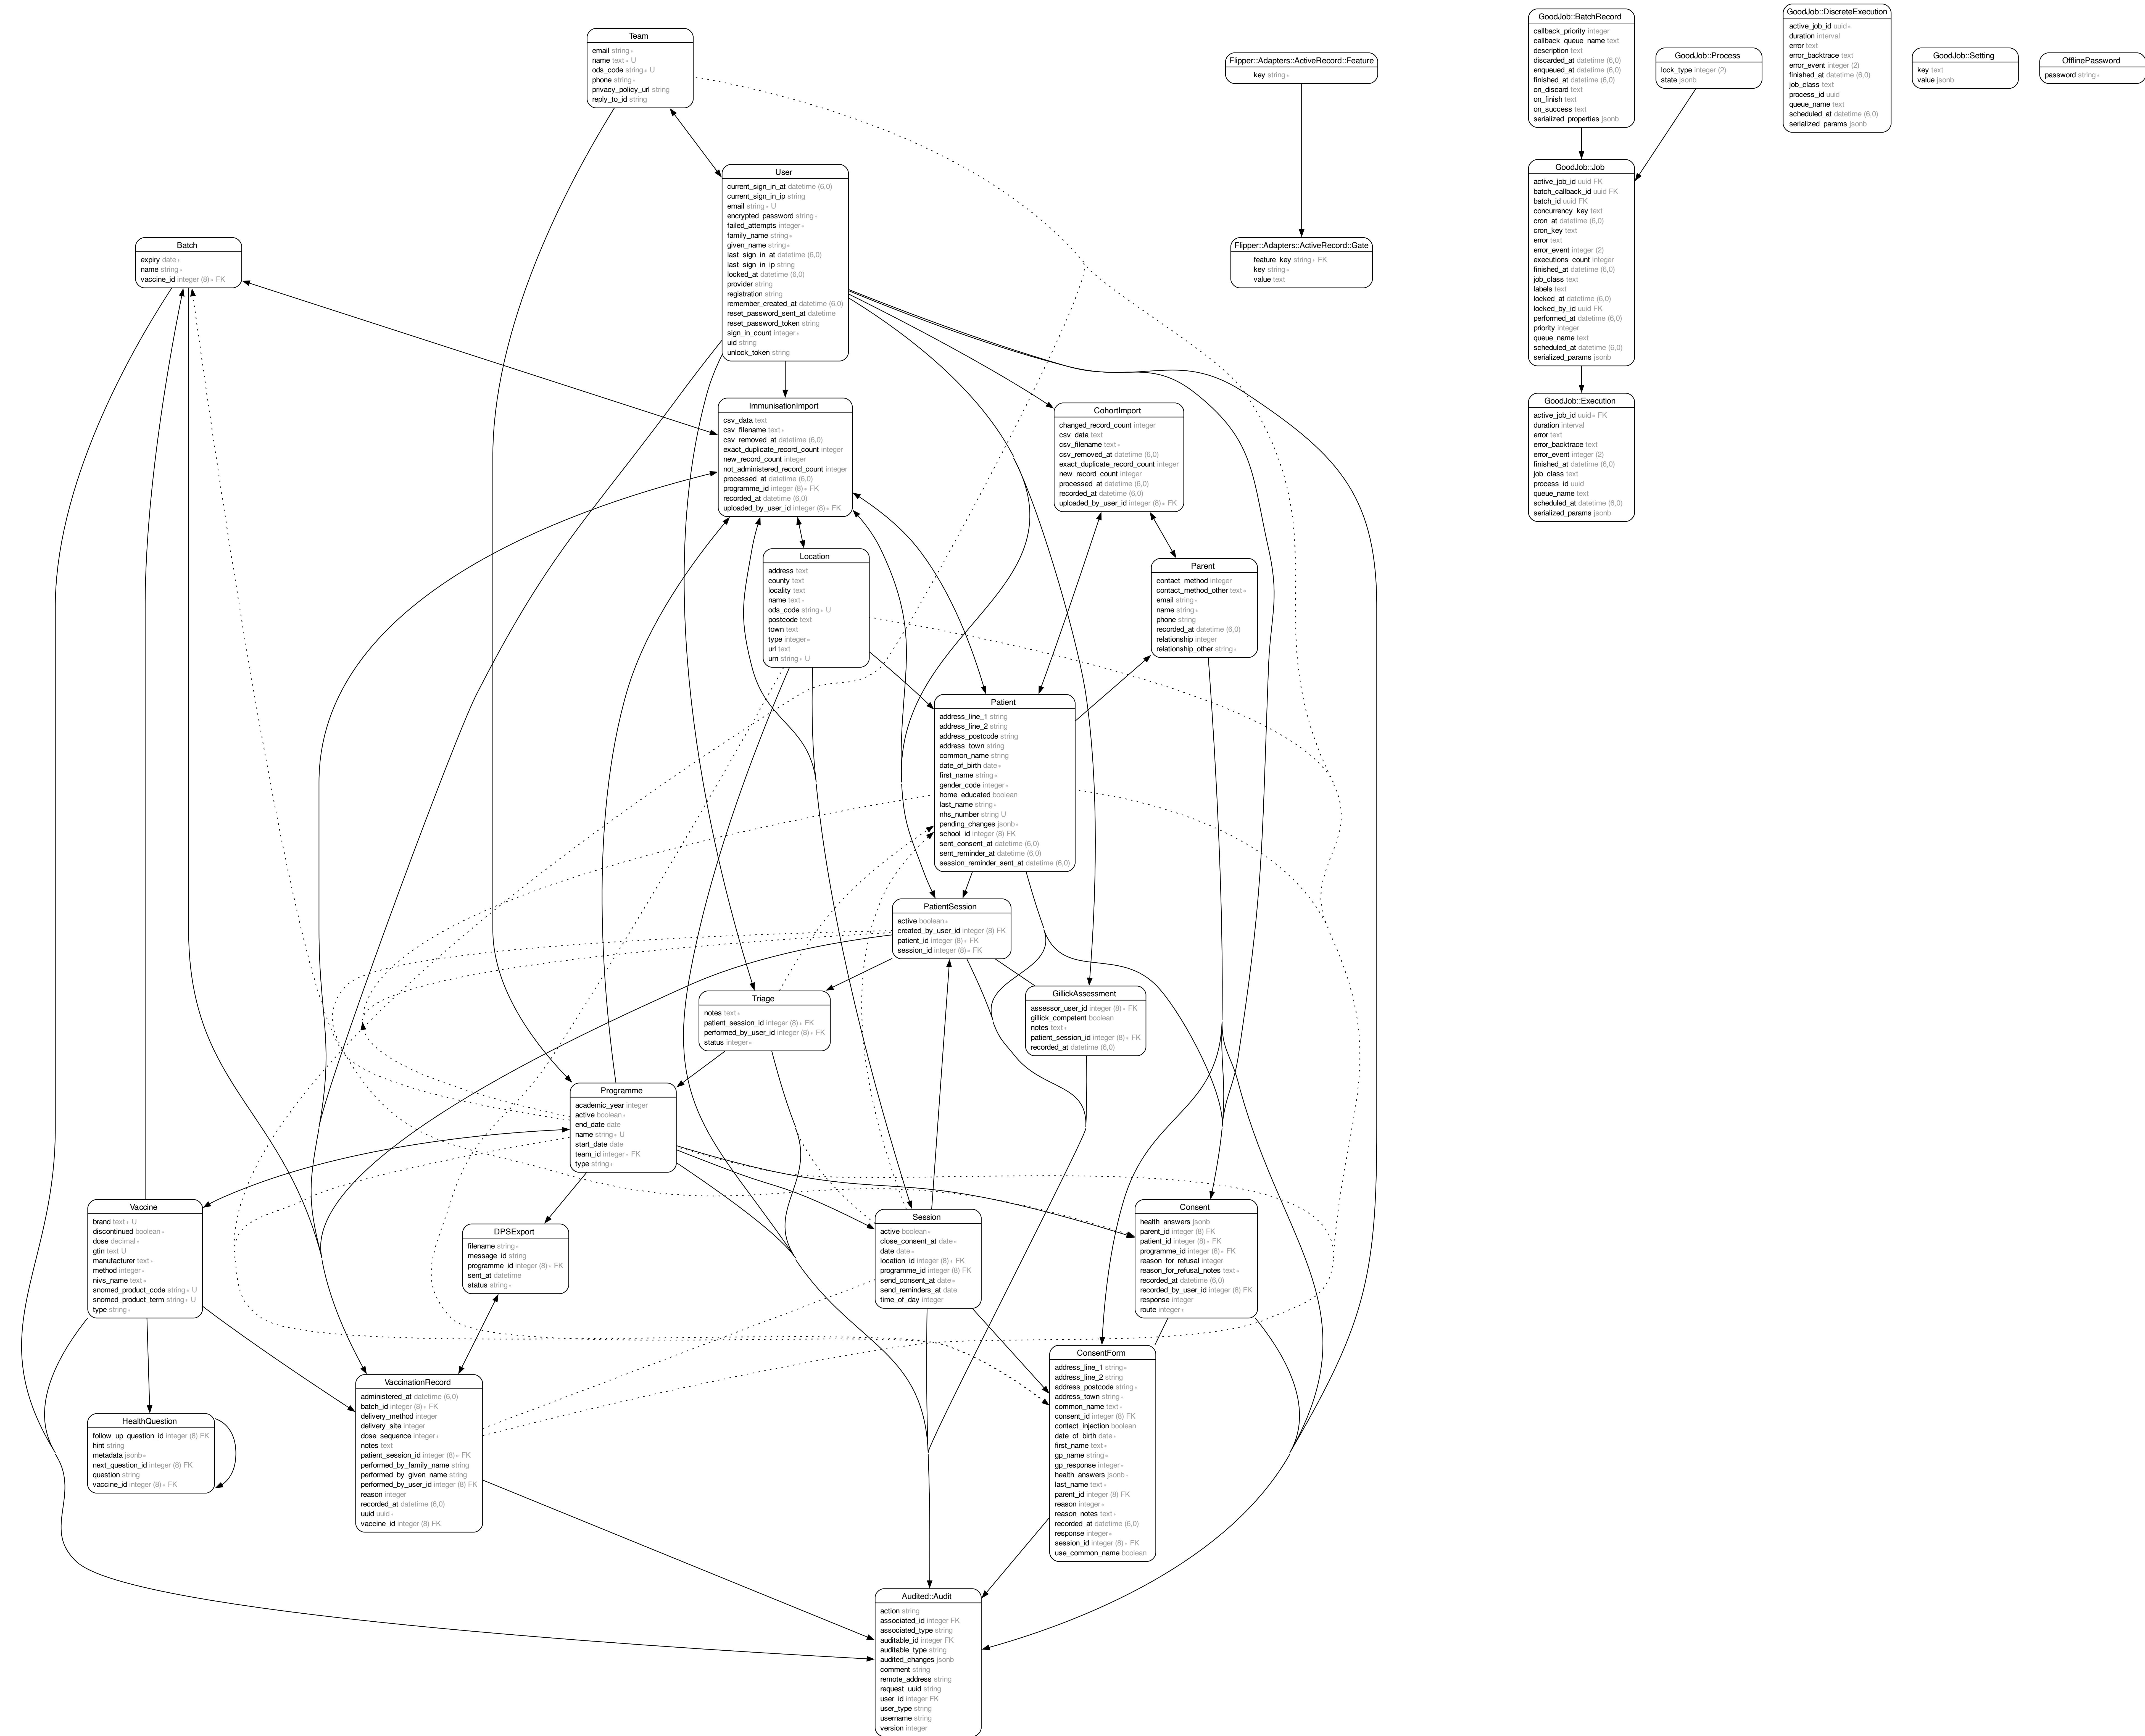 Team
email string ∗
name text ∗ U
ods_code string ∗ U
phone string ∗
privacy_policy_url string
reply_to_id string
Flipper::Adapters::ActiveRecord::Feature
key string ∗
GoodJob::BatchRecord
callback_priority integer
callback_queue_name text
description text
discarded_at datetime (6,0)
enqueued_at datetime (6,0)
finished_at datetime (6,0)
on_discard text
on_finish text
on_success text
serialized_properties jsonb
GoodJob::Process
lock_type integer (2)
state jsonb
GoodJob::DiscreteExecution
active_job_id uuid ∗
duration interval
error text
error_backtrace text
error_event integer (2)
finished_at datetime (6,0)
job_class text
process_id uuid
queue_name text
scheduled_at datetime (6,0)
serialized_params jsonb
GoodJob::Setting
key text
value jsonb
OfflinePassword
password string ∗
User
current_sign_in_at datetime (6,0)
current_sign_in_ip string
email string ∗ U
encrypted_password string ∗
failed_attempts integer ∗
family_name string ∗
given_name string ∗
last_sign_in_at datetime (6,0)
last_sign_in_ip string
locked_at datetime (6,0)
provider string
registration string
remember_created_at datetime (6,0)
reset_password_sent_at datetime
reset_password_token string
sign_in_count integer ∗
uid string
unlock_token string
GoodJob::Job
active_job_id uuid FK
batch_callback_id uuid FK
batch_id uuid FK
concurrency_key text
cron_at datetime (6,0)
cron_key text
error text
error_event integer (2)
executions_count integer
finished_at datetime (6,0)
job_class text
labels text
locked_at datetime (6,0)
locked_by_id uuid FK
performed_at datetime (6,0)
priority integer
queue_name text
scheduled_at datetime (6,0)
serialized_params jsonb
Batch
expiry date ∗
name string ∗
vaccine_id integer (8) ∗ FK
Flipper::Adapters::ActiveRecord::Gate
feature_key string ∗ FK
key string ∗
value text
ImmunisationImport
csv_data text
csv_filename text ∗
csv_removed_at datetime (6,0)
exact_duplicate_record_count integer
new_record_count integer
not_administered_record_count integer
processed_at datetime (6,0)
programme_id integer (8) ∗ FK
recorded_at datetime (6,0)
uploaded_by_user_id integer (8) ∗ FK
CohortImport
changed_record_count integer
csv_data text
csv_filename text ∗
csv_removed_at datetime (6,0)
exact_duplicate_record_count integer
new_record_count integer
processed_at datetime (6,0)
recorded_at datetime (6,0)
uploaded_by_user_id integer (8) ∗ FK
GoodJob::Execution
active_job_id uuid ∗ FK
duration interval
error text
error_backtrace text
error_event integer (2)
finished_at datetime (6,0)
job_class text
process_id uuid
queue_name text
scheduled_at datetime (6,0)
serialized_params jsonb
Location
address text
county text
locality text
name text ∗
ods_code string ∗ U
postcode text
town text
type integer ∗
url text
urn string ∗ U
Parent
contact_method integer
contact_method_other text ∗
email string ∗
name string ∗
phone string
recorded_at datetime (6,0)
relationship integer
relationship_other string ∗
Patient
address_line_1 string
address_line_2 string
address_postcode string
address_town string
common_name string
date_of_birth date ∗
first_name string ∗
gender_code integer ∗
home_educated boolean
last_name string ∗
nhs_number string U
pending_changes jsonb ∗
school_id integer (8) FK
sent_consent_at datetime (6,0)
sent_reminder_at datetime (6,0)
session_reminder_sent_at datetime (6,0)
PatientSession
active boolean ∗
created_by_user_id integer (8) FK
patient_id integer (8) ∗ FK
session_id integer (8) ∗ FK
Triage
notes text ∗
patient_session_id integer (8) ∗ FK
performed_by_user_id integer (8) ∗ FK
status integer ∗
GillickAssessment
assessor_user_id integer (8) ∗ FK
gillick_competent boolean
notes text ∗
patient_session_id integer (8) ∗ FK
recorded_at datetime (6,0)
Programme
academic_year integer
active boolean ∗
end_date date
name string ∗ U
start_date date
team_id integer ∗ FK
type string ∗
Vaccine
brand text ∗ U
discontinued boolean ∗
dose decimal ∗
gtin text U
manufacturer text ∗
method integer ∗
nivs_name text ∗
snomed_product_code string ∗ U
snomed_product_term string ∗ U
type string ∗
DPSExport
filename string ∗
message_id string
programme_id integer (8) ∗ FK
sent_at datetime
status string ∗
Session
active boolean ∗
close_consent_at date ∗
date date ∗
location_id integer (8) ∗ FK
programme_id integer (8) FK
send_consent_at date ∗
send_reminders_at date
time_of_day integer
Consent
health_answers jsonb
parent_id integer (8) FK
patient_id integer (8) ∗ FK
programme_id integer (8) ∗ FK
reason_for_refusal integer
reason_for_refusal_notes text ∗
recorded_at datetime (6,0)
recorded_by_user_id integer (8) FK
response integer
route integer ∗
VaccinationRecord
administered_at datetime (6,0)
batch_id integer (8) ∗ FK
delivery_method integer
delivery_site integer
dose_sequence integer ∗
notes text
patient_session_id integer (8) ∗ FK
performed_by_family_name string
performed_by_given_name string
performed_by_user_id integer (8) FK
reason integer
recorded_at datetime (6,0)
uuid uuid ∗
vaccine_id integer (8) FK
HealthQuestion
follow_up_question_id integer (8) FK
hint string
metadata jsonb ∗
next_question_id integer (8) FK
question string
vaccine_id integer (8) ∗ FK
ConsentForm
address_line_1 string ∗
address_line_2 string
address_postcode string ∗
address_town string ∗
common_name text ∗
consent_id integer (8) FK
contact_injection boolean
date_of_birth date ∗
first_name text ∗
gp_name string ∗
gp_response integer ∗
health_answers jsonb ∗
last_name text ∗
parent_id integer (8) FK
reason integer ∗
reason_notes text ∗
recorded_at datetime (6,0)
response integer ∗
session_id integer (8) ∗ FK
use_common_name boolean
Audited::Audit
action string
associated_id integer FK
associated_type string
auditable_id integer FK
auditable_type string
audited_changes jsonb
comment string
remote_address string
request_uuid string
user_id integer FK
user_type string
username string
version integer